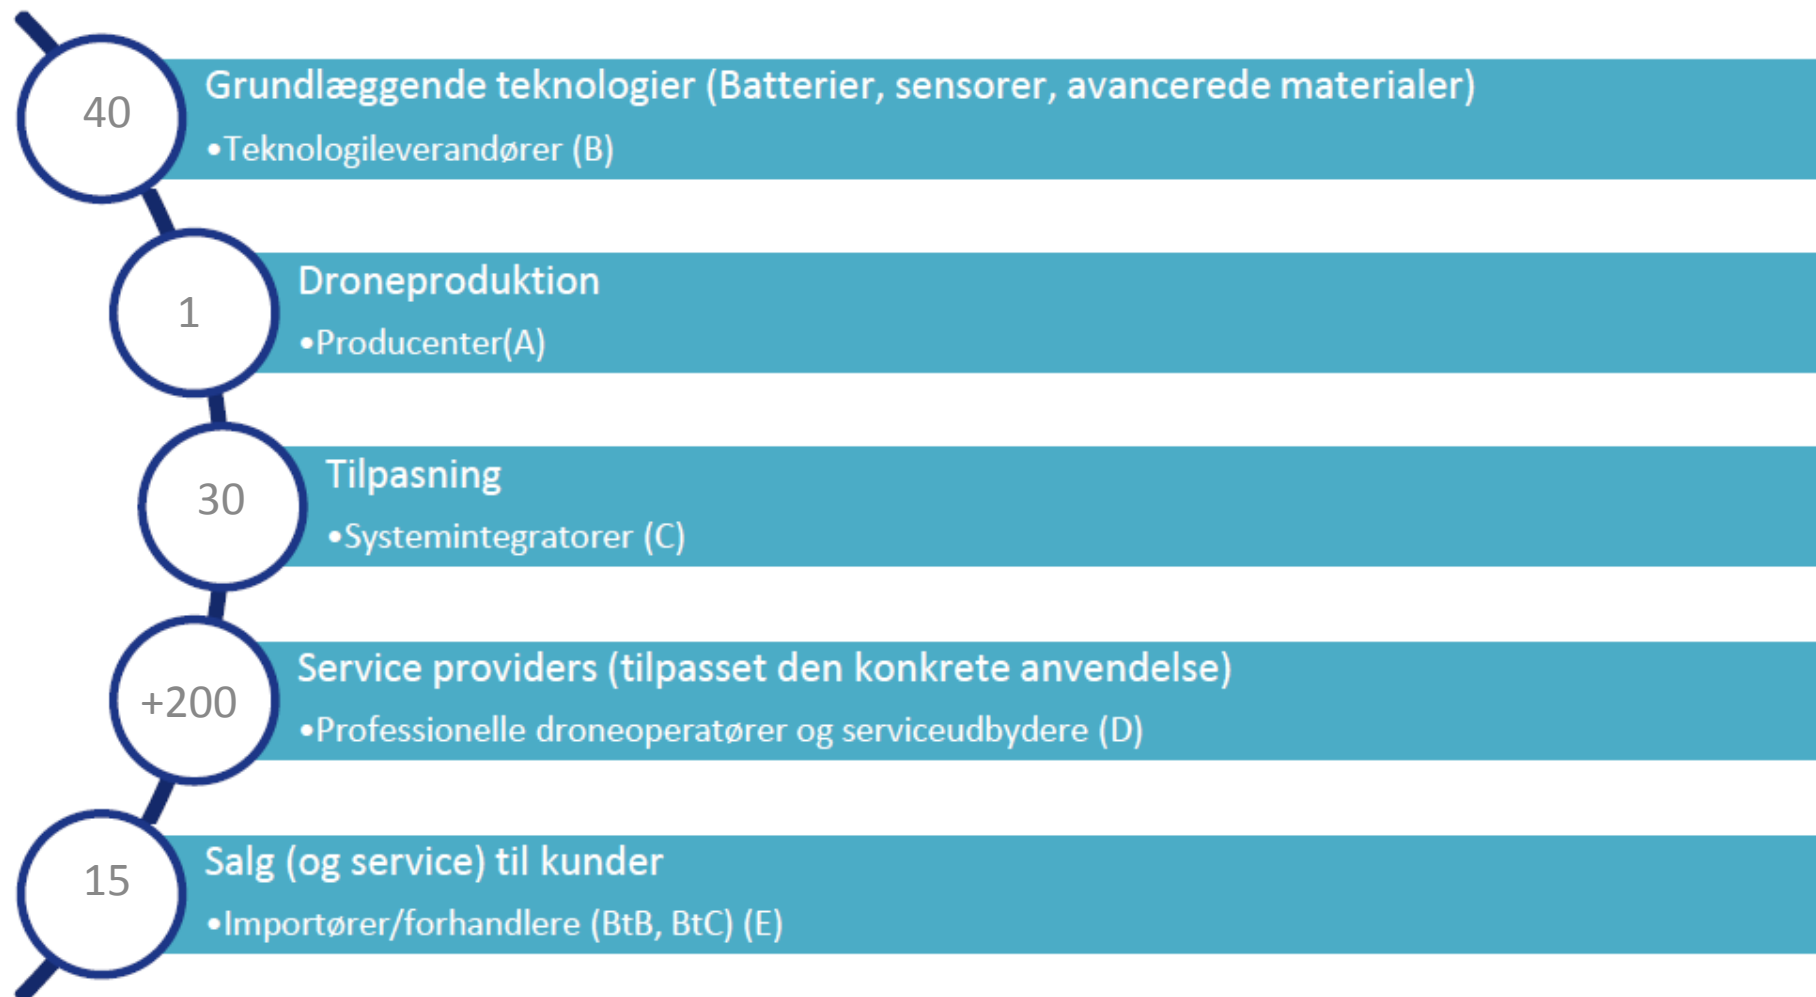 40
Grundlæggende teknologier (Batterier, sensorer, avancerede materialer)
•Teknologileverandører (B)
1
Droneproduktion
•Producenter(A)
30
Tilpasning
•Systemintegratorer (C)
+200
Service providers (tilpasset den konkrete anvendelse)
•Professionelle droneoperatører og serviceudbydere (D)
15
Salg (og service) til kunder
•Importører/forhandlere (BtB, BtC) (E)